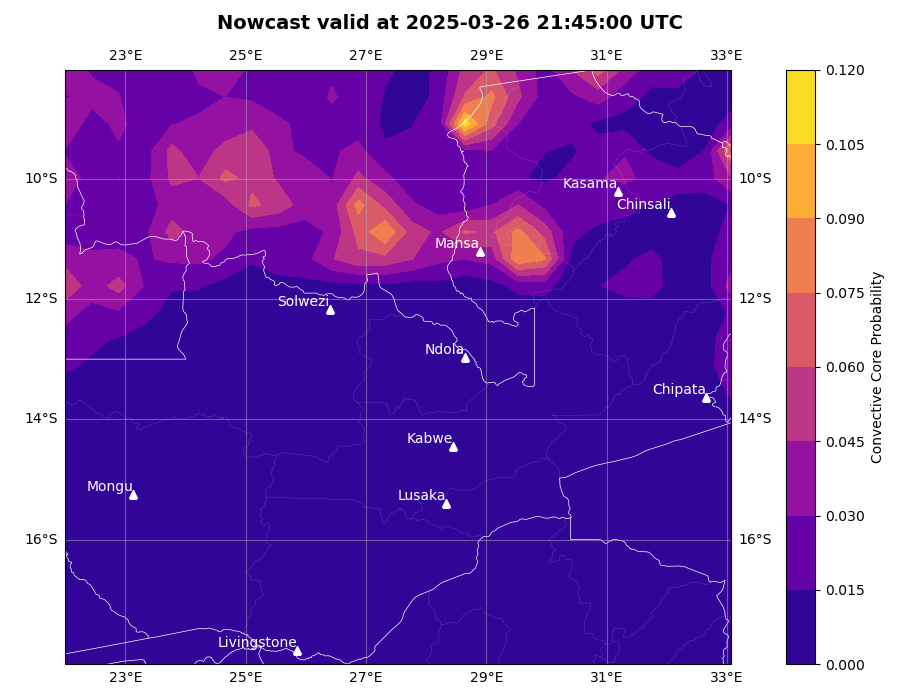 Nowcast valid at 2025-03-26 21:45:00 UTC
23°E 25°E 27°E 29°E 31°E 33°E
0.120
0.105
10°S Kasama 10°S
Chinsali
0.090
Mansa
0.075
12°S Solwezi 12°S
Convective Core Probability
Ndola
0.060
Chipata
14°S 14°S
0.045
Kabwe
Mongu Lusaka
0.030
16°S 16°S
0.015
Livingstone
0.000
23°E 25°E 27°E 29°E 31°E 33°E